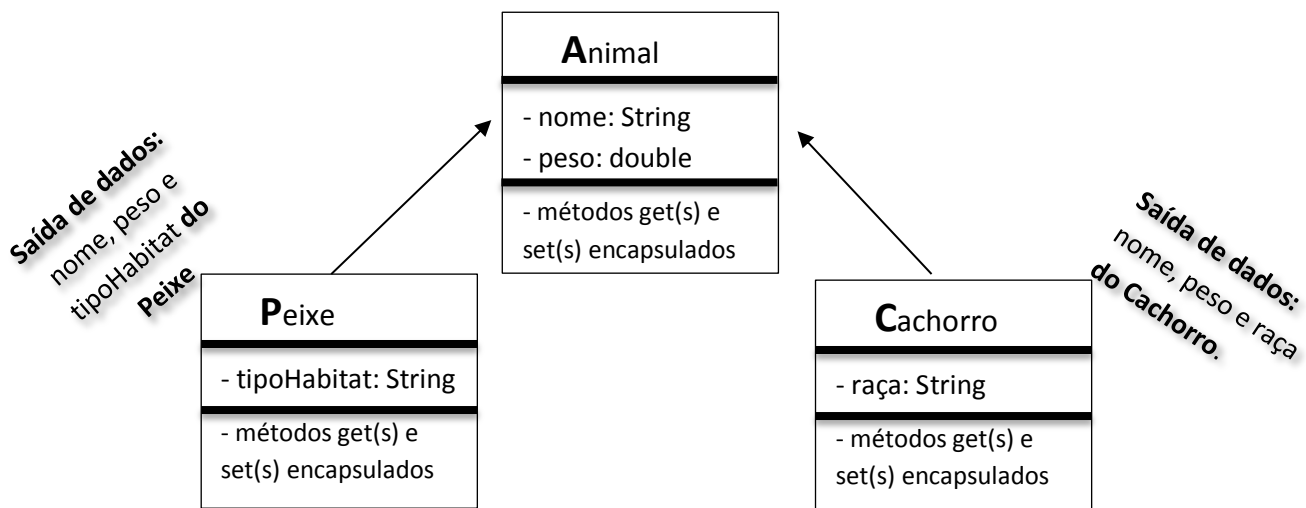 Animal
- nome: String
- peso: double
- métodos get(s) e
set(s) encapsulados
Saída de dados:
nome, peso e
tipoHabitat do
Peixe
Peixe
- tipoHabitat: String
- métodos get(s) e
set(s) encapsulados
Saída de dados:
nome, peso e raça
do Cachorro.
Cachorro
- raça: String
- métodos get(s) e
set(s) encapsulados